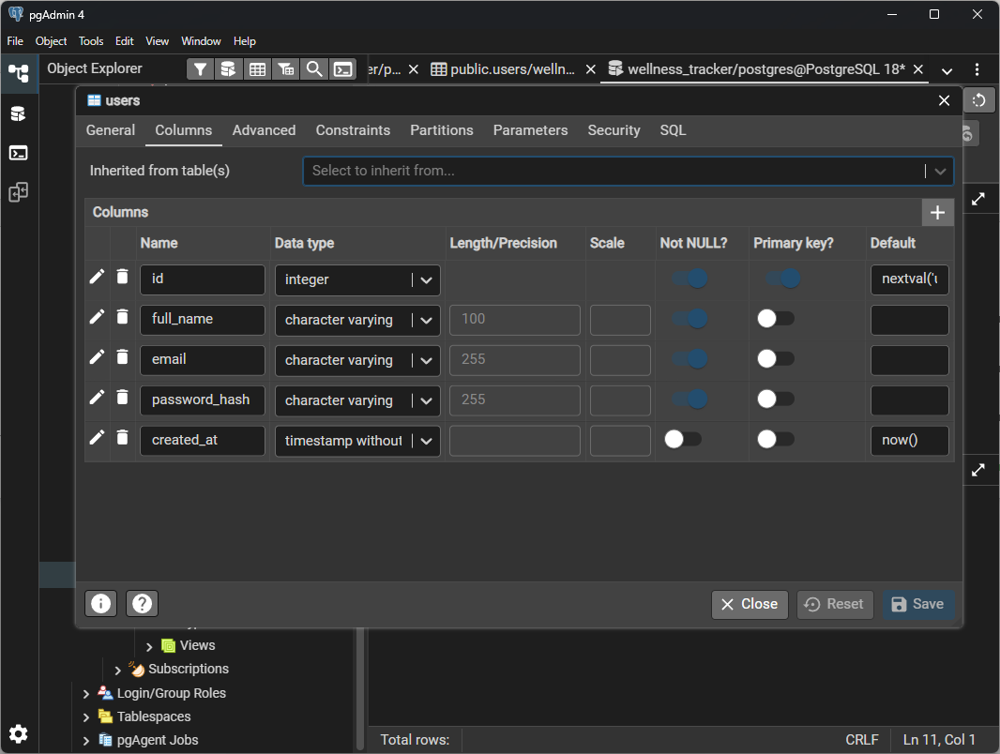 pgAdmin 4
File Object Tools Edit View Window Help
Object Explorer
er/p... public.users/welln... wellness_tracker/postgres@PostgreSQL 18*
users
General Columns Advanced Constraints Partitions Parameters Security SQL
Inherited from table(s) Select to inherit from...
Columns
Name Data type Length/Precision Scale Not NULL? Primary key? Default
id integer nextval('u
full_name character varying 100
email character varying 255
password_hash character varying 255
created_at timestamp without now()
Close Reset Save
Views
Subscriptions
Login/Group Roles
Tablespaces
pgAgent Jobs
Total rows: CRLF Ln 11, Col 1